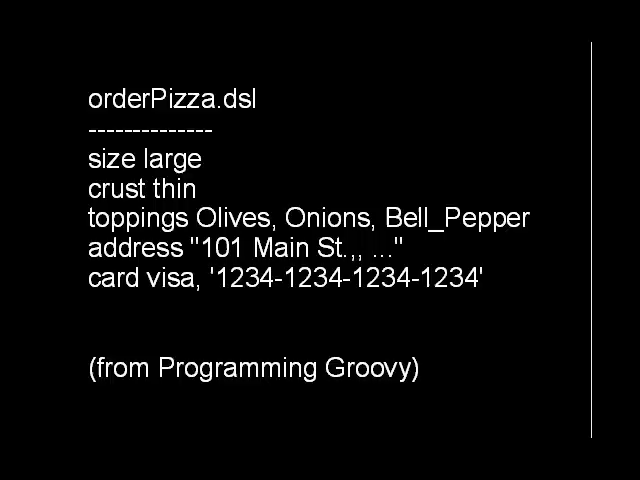 orderPizza.dsl
--------------
size large
crust thin
toppings Olives, Onions, Bell_Pepper
address "101 Main St.,, ..."
card visa, '1234-1234-1234-1234'
(from Programming Groovy)